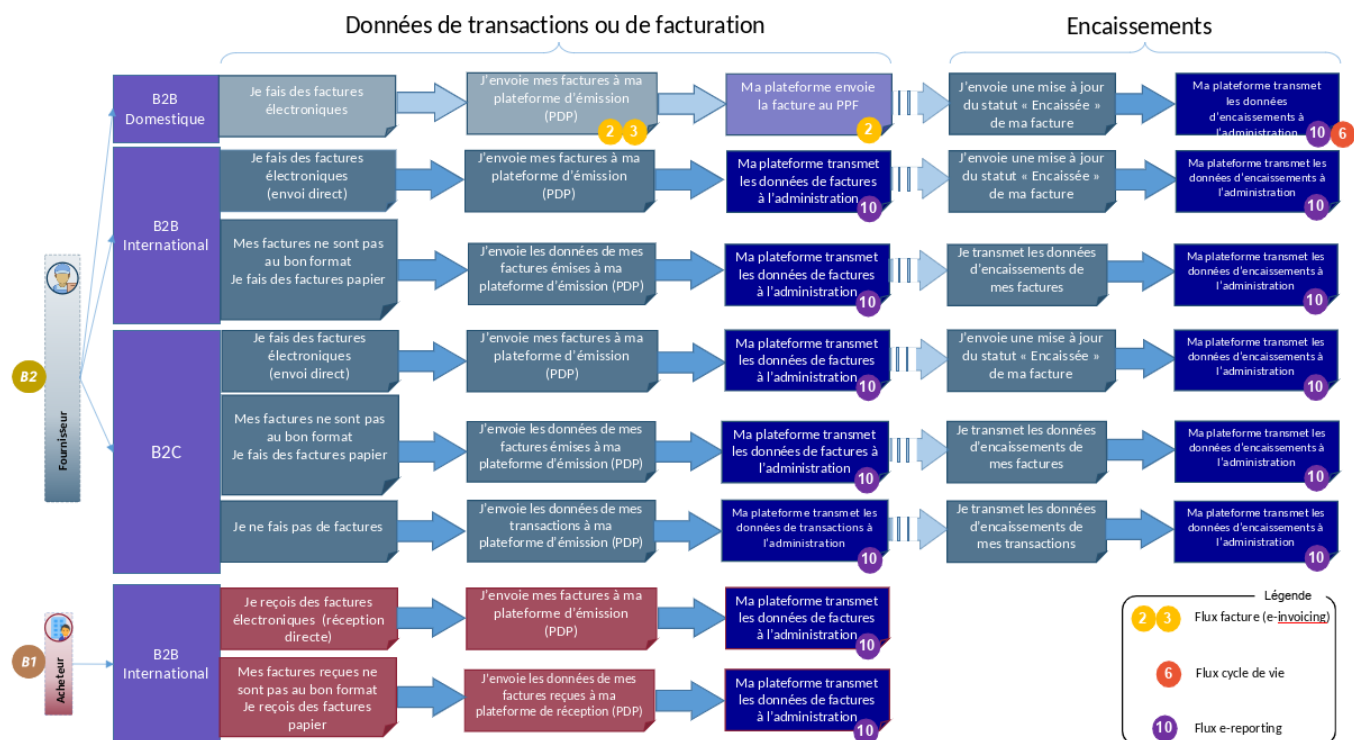 Données de transactions ou de facturation
Encaissements
B2B
Domestique
Je fais des factures
électroniques
J'envoie mes factures à ma
plateforme d'émission
(PDP)
2 3
Ma plateforme envoie
la facture au PPF
2
J'envoie une mise à jour
du statut « Encaissée »
de ma facture
Ma plateforme transmet
les données
d'encaissements à
l'administration
10 6
B2B
International
Je fais des factures
électroniques
(envoi direct)
J'envoie mes factures à ma
plateforme d'émission
(PDP)
Ma plateforme transmet
les données de factures
à l'administration
10
J'envoie une mise à jour
du statut « Encaissée »
de ma facture
Ma plateforme transmet les
données d'encaissements à
l'administration
10
Mes factures ne sont pas
au bon format
Je fais des factures papier
J'envoie les données de mes
factures émises à ma
plateforme d'émission (PDP)
Ma plateforme transmet
les données de factures
à l'administration
10
Je transmet les données
d'encaissements de
mes factures
Ma plateforme transmet les
données d'encaissements à
l'administration
10
B2
Fournisseur
B2C
Je fais des factures
électroniques
(envoi direct)
J'envoie mes factures à ma
plateforme d'émission
(PDP)
Ma plateforme transmet
les données de factures
à l'administration
10
J'envoie une mise à jour
du statut « Encaissée »
de ma facture
Ma plateforme transmet les
données d'encaissements à
l'administration
10
Mes factures ne sont pas
au bon format
Je fais des factures papier
J'envoie les données de mes
factures émises à ma
plateforme d'émission (PDP)
Ma plateforme transmet
les données de factures à
l'administration
10
Je transmet les données
d'encaissements de
mes factures
Ma plateforme transmet les
données d'encaissements à
l'administration
10
Je ne fais pas de factures
J'envoie les données de mes
transactions à ma
plateforme d'émission (PDP)
Ma plateforme transmet les
données de transactions à
l'administration
10
Je transmet les données
d'encaissements de
mes transactions
Ma plateforme transmet les
données d'encaissements à
l'administration
10
B1
Acheteur
B2B
International
Je reçois des factures
électroniques (réception
directe)
J'envoie mes factures à ma
plateforme d'émission
(PDP)
Ma plateforme transmet
les données de factures
à l'administration
10
Mes factures reçues ne
sont pas au bon format
Je reçois des factures
papier
J'envoie les données de mes
factures reçues à ma
plateforme de réception (PDP)
Ma plateforme transmet
les données de factures
à l'administration
10
Légende
2 3 Flux facture (e-invoicing)
6 Flux cycle de vie
10 Flux e-reporting